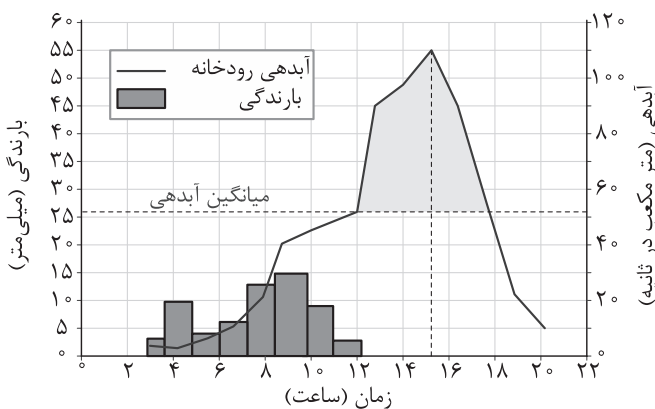 ۶۰
۵۵
۵۰
۴۵
۴۰
۳۵
۳۰
۲۵
۲۰
۱۵
۱۰
۵
۰
بارندگی (میلی‌متر)
آبدهی رودخانه
بارندگی
میانگین آبدهی
۱۲۰
۱۰۰
۸۰
۶۰
۴۰
۲۰
۰
آبدهی (متر مکعب در ثانیه)
۰ ۲ ۴ ۶ ۸ ۱۰ ۱۲ ۱۴ ۱۶ ۱۸ ۲۰ ۲۲
زمان (ساعت)